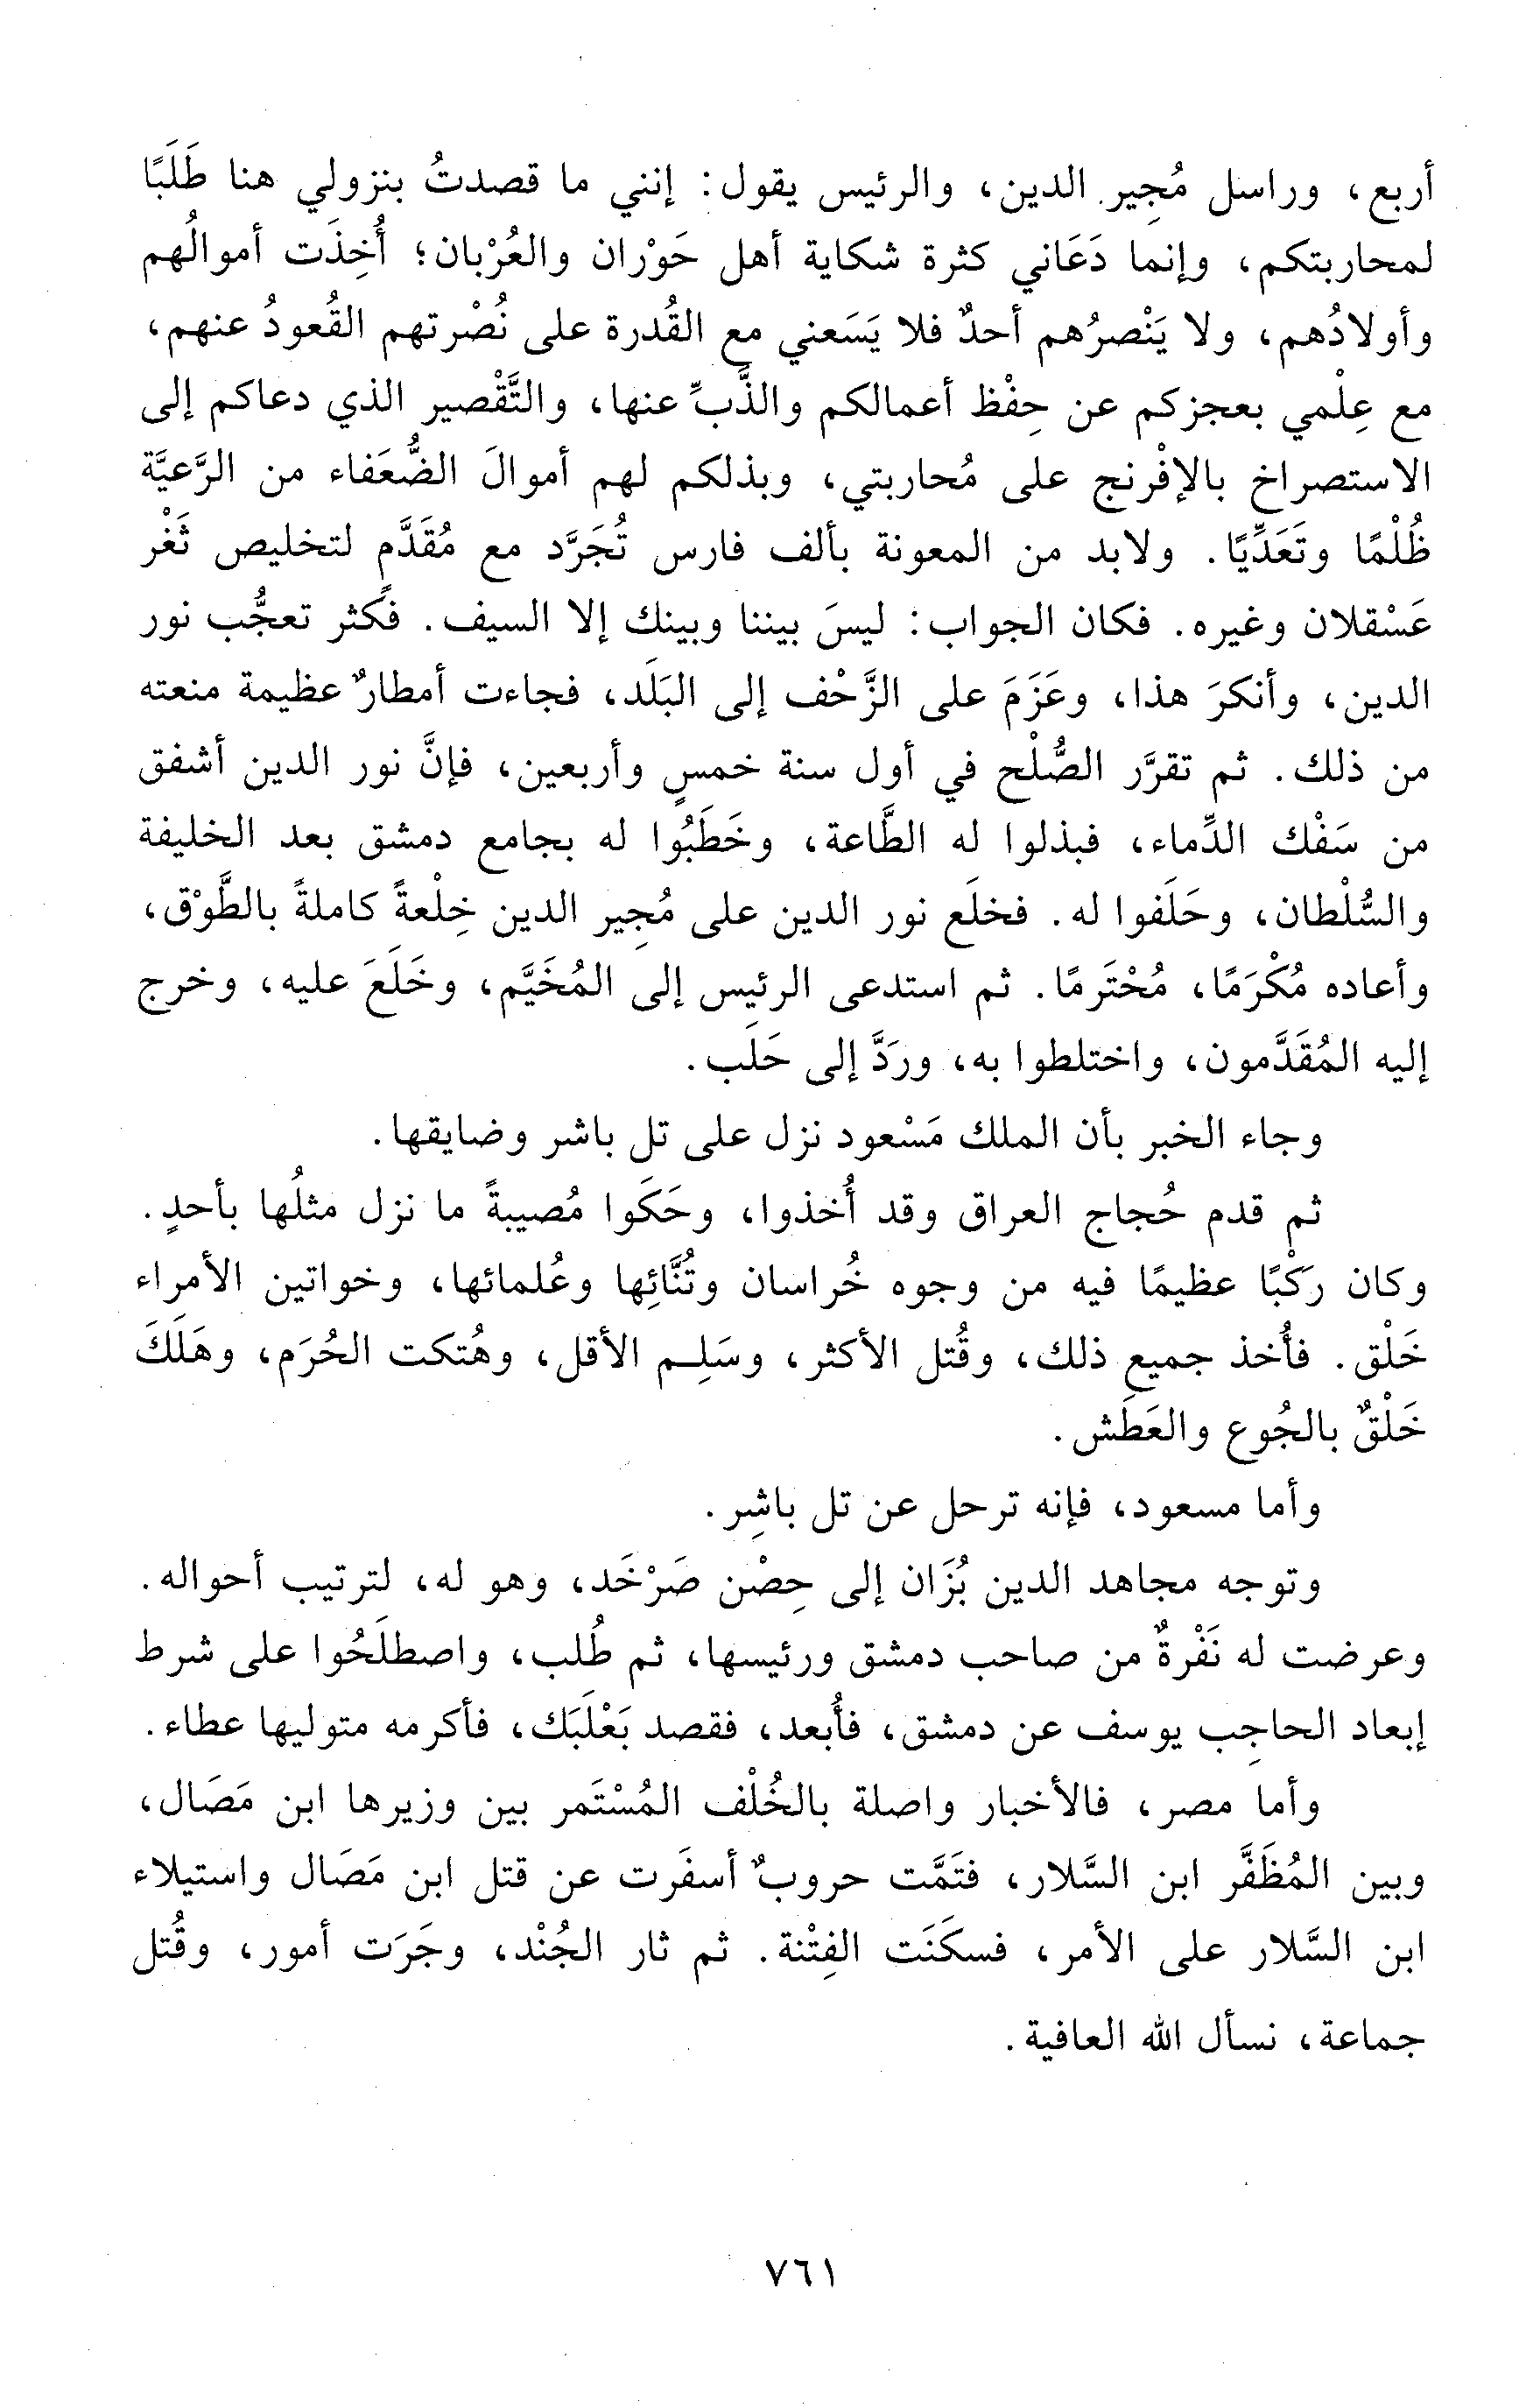 أربع، وراسل مُجِير الدين، والرئيس يقول: إنني ما قصدتُ بنزولي هنا طَلَبًا
لمحاربتكم، وإنما دَعَاني كثرة شكاية أهل حَوْران والعُرْبان؛ أُخِذَت أموالُهم
وأولادُهم، ولا يَنْصرُهم أحدٌ فلا يَسَعني مع القُدرة على نُصْرتهم القُعودُ عنهم،
مع عِلْمي بعجزكم عن حِفْظ أعمالكم والذَّبِّ عنها، والتَّقْصير الذي دعاكم إلى
الاستصراخ بالإفْرنج على مُحاربتي، وبذلكم لهم أموالَ الضُّعَفاء من الرَّعيَّة
ظُلْمًا وتَعَدِّيًا. ولابد من المعونة بألف فارس تُجَرَّد مع مُقَدَّمٍ لتخليص ثَغْر
عَسْقلان وغيره. فكان الجواب: ليسَ بيننا وبينك إلا السيف. فكثر تعجُّب نور
الدين، وأنكرَ هذا، وعَزَمَ على الزَّحْف إلى البَلَد، فجاءت أمطارٌ عظيمة منعته
من ذلك. ثم تقرَّر الصُّلْح في أول سنة خمسٍ وأربعين، فإنَّ نور الدين أشفق
من سَفْك الدِّماء، فبذلوا له الطَّاعة، وخَطَبُوا له بجامع دمشق بعد الخليفة
والسُّلْطان، وحَلَفوا له. فخلَع نور الدين على مُجِير الدين خِلْعةً كاملةً بالطَّوْق،
وأعاده مُكْرَمًا، مُحْتَرمًا. ثم استدعى الرئيس إلى المُخَيَّم، وخَلَعَ عليه، وخرج
إليه المُقَدَّمون، واختلطوا به، ورَدَّ إلى حَلَب.
وجاء الخبر بأن الملك مَسْعود نزل على تل باشر وضايقها.
ثم قدم حُجاج العراق وقد أُخذوا، وحَكَوا مُصيبةً ما نزل مثلُها بأحدٍ.
وكان رَكْبًا عظيمًا فيه من وجوه خُراسان وتُنَّائِها وعُلمائها، وخواتين الأمراء
خَلْق. فأُخذ جميع ذلك، وقُتل الأكثر، وسَلِم الأقل، وهُتكت الحُرَم، وهَلَكَ
خَلْقٌ بالجُوع والعَطَش.
وأما مسعود، فإنه ترحل عن تل باشِر.
وتوجه مجاهد الدين بُزَان إلى حِصْن صَرْخَد، وهو له، لترتيب أحواله.
وعرضت له نَفْرةٌ من صاحب دمشق ورئيسها، ثم طُلب، واصطلَحُوا على شرط
إبعاد الحاجِب يوسف عن دمشق، فأُبعد، فقصد بَعْلَبَك، فأكرمه متوليها عطاء.
وأما مصر، فالأخبار واصلة بالخُلْف المُسْتَمر بين وزيرها ابن مَصَال،
وبين المُظَفَّر ابن السَّلار، فتَمَّت حروبٌ أسفَرت عن قتل ابن مَصَال واستيلاء
ابن السَّلار على الأمر، فسكَنَت الفِتْنة. ثم ثار الجُنْد، وجَرَت أمور، وقُتل
جماعة، نسأل الله العافية.
٧٦١